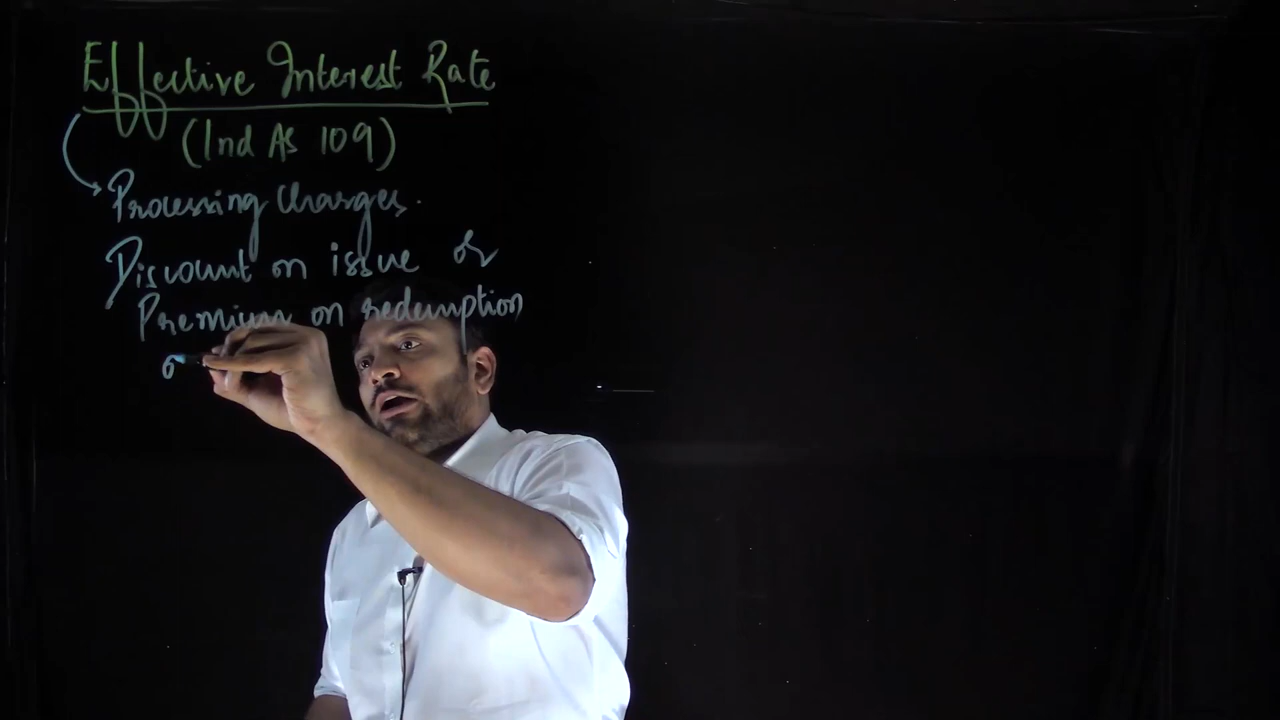 Effective Interest Rate
(Ind As 109)
Processing Charges.
Discount on issue or
Premium on redemption
o